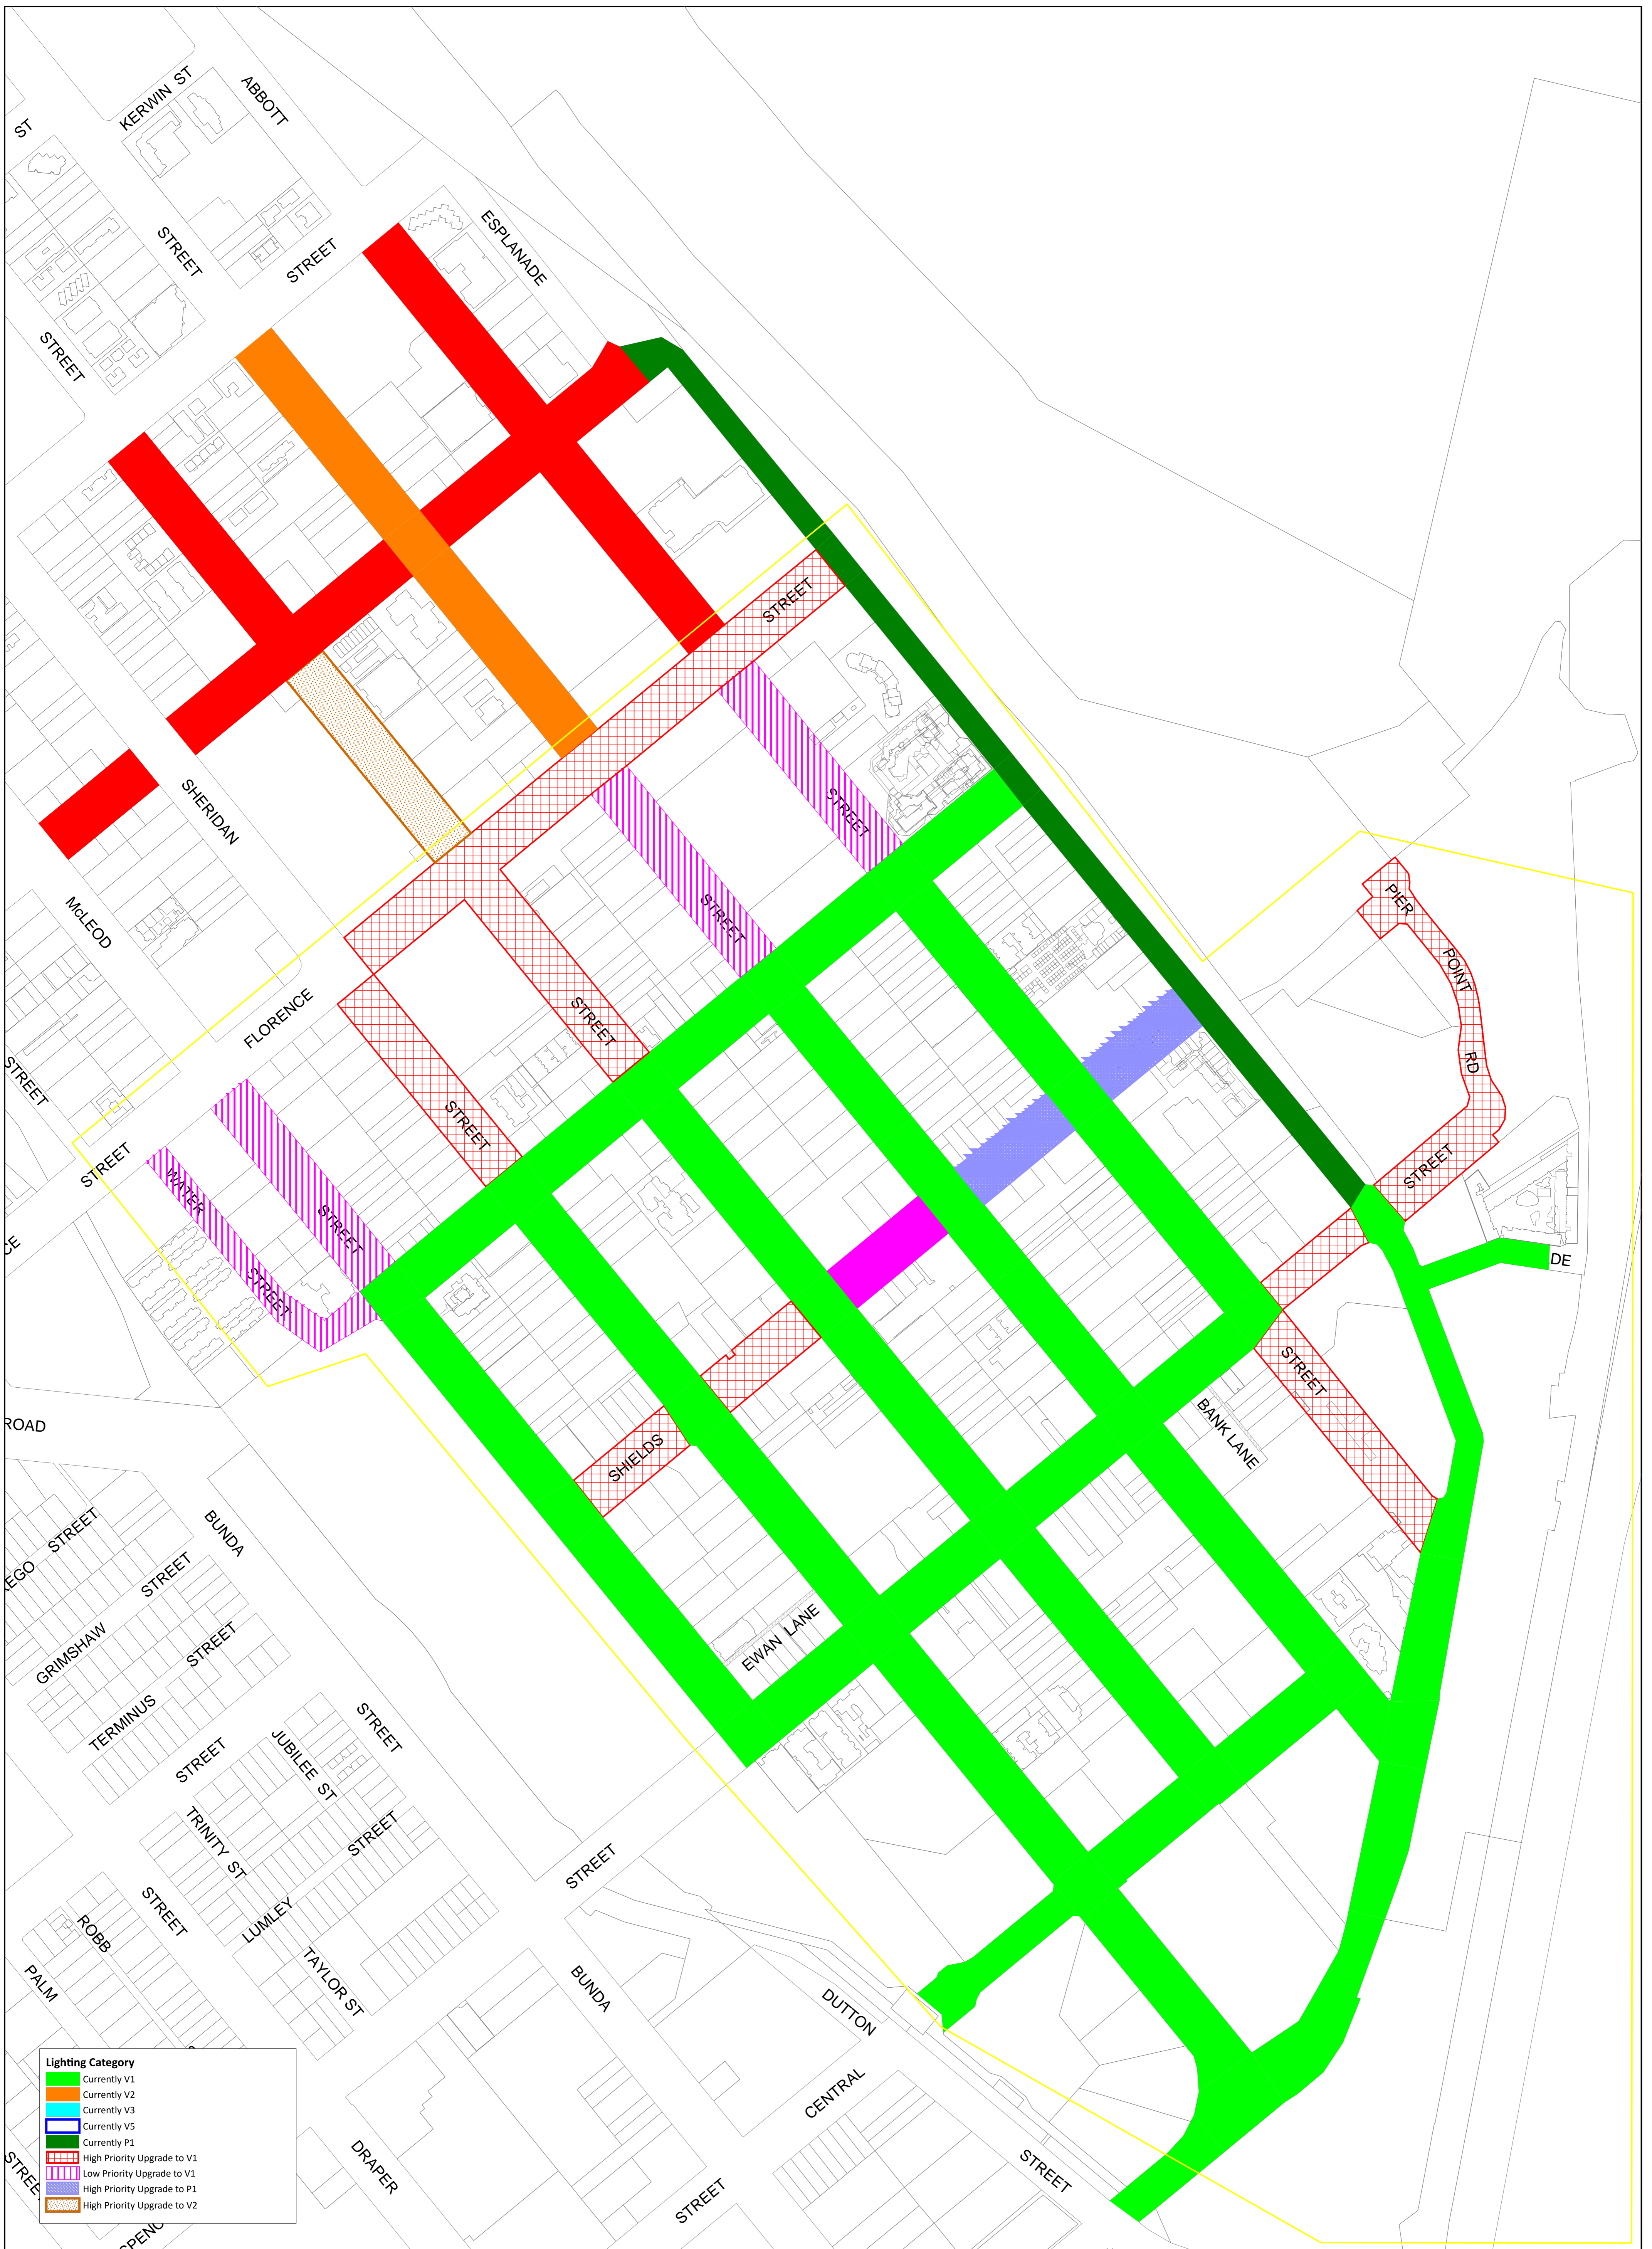 KERWIN ST
ABBOTT
ST
STREET
STREET
ESPLANADE
STREET
STREET
SHERIDAN
STREET
McLEOD
STREET
STREET
PIER
POINT
RD
FLORENCE
STREET
STREET
STREET
STREET
STREET
WATER
STREET
STREET
STREET
DE
ROAD
STREET
BANK LANE
SHIELDS
STREET
BUNDA
STREET
GRIMSHAW
STREET
EWAN LANE
TERMINUS
STREET
STREET
JUBILEE ST
TRINITY ST
STREET
STREET
LUMLEY
STREET
ROBB
TAYLOR ST
PALM
BUNDA
DUTTON
CENTRAL
STREET
DRAPER
STREET
Lighting Category
Currently V1
Currently V2
Currently V3
Currently V5
Currently P1
High Priority Upgrade to V1
Low Priority Upgrade to V1
High Priority Upgrade to P1
High Priority Upgrade to V2